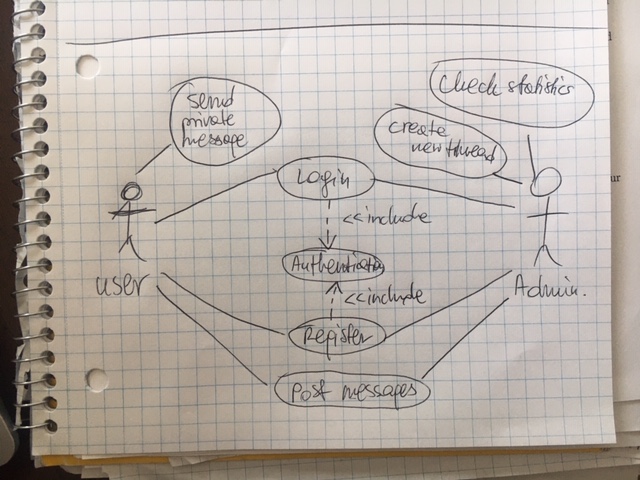 Check statistics
Send
private
message
create
new thread
Login
<<include
Authentication
<<include
User
Admin.
Register
Post messages